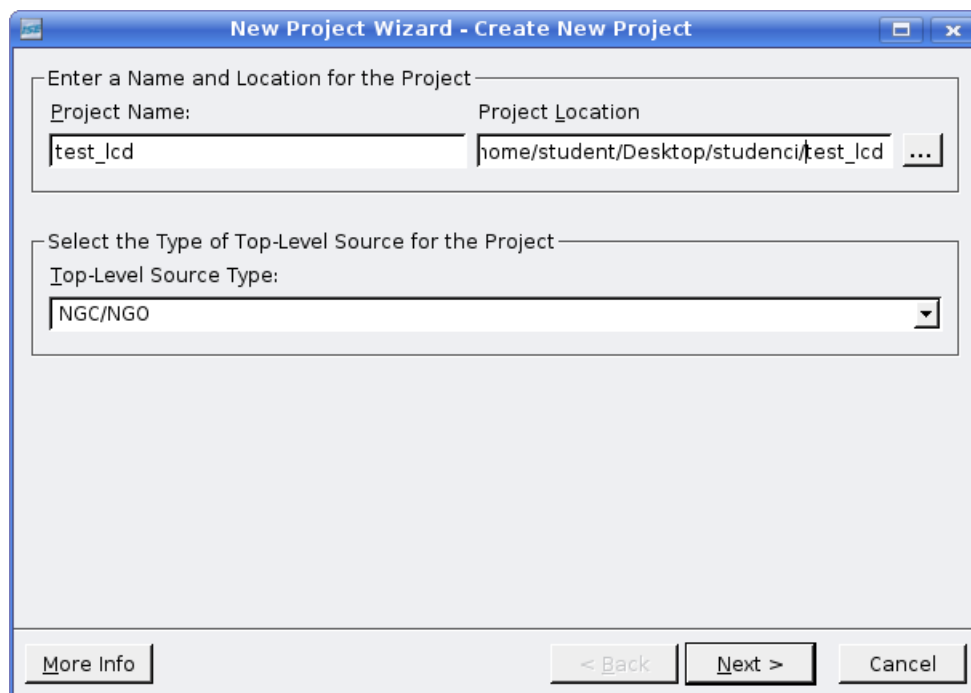 ISE New Project Wizard - Create New Project
Enter a Name and Location for the Project
Project Name: Project Location
test_lcd home/student/Desktop/studenci/test_lcd ...
Select the Type of Top-Level Source for the Project
Top-Level Source Type:
NGC/NGO
More Info < Back Next > Cancel